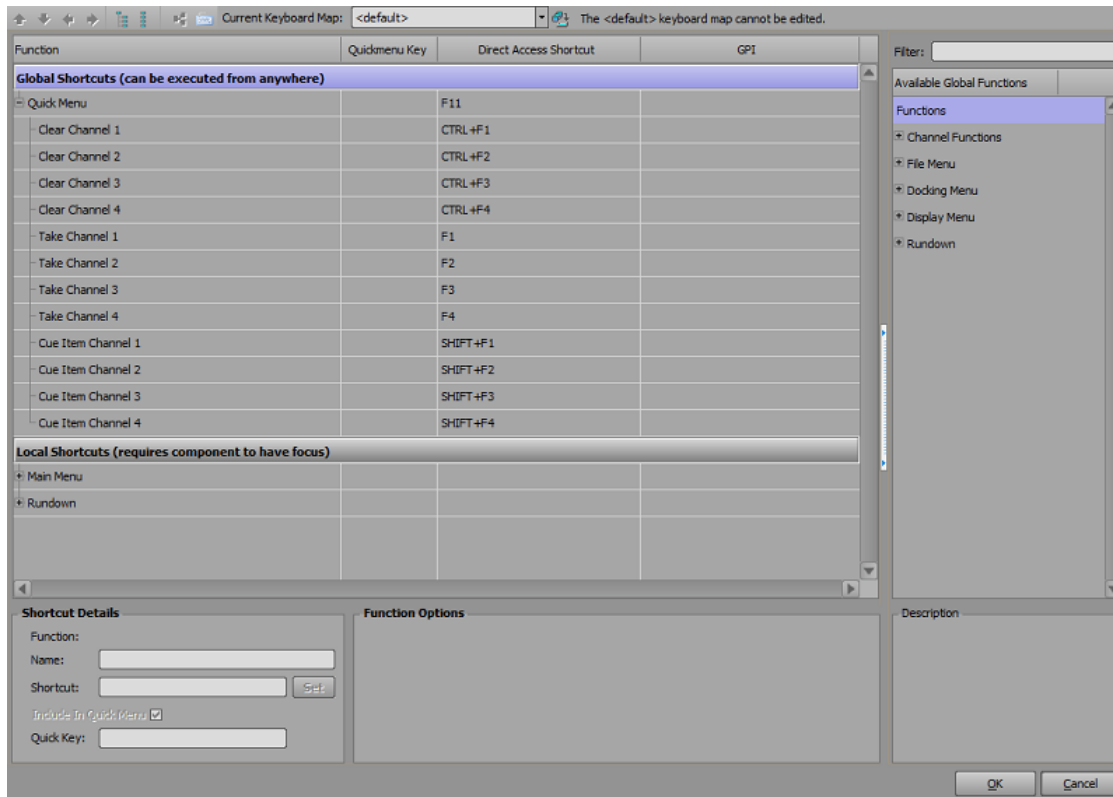 Current Keyboard Map: <default> The <default> keyboard map cannot be edited.
Function Quickmenu Key Direct Access Shortcut GPI
Global Shortcuts (can be executed from anywhere)
Quick Menu F11
Clear Channel 1 CTRL+F1
Clear Channel 2 CTRL+F2
Clear Channel 3 CTRL+F3
Clear Channel 4 CTRL+F4
Take Channel 1 F1
Take Channel 2 F2
Take Channel 3 F3
Take Channel 4 F4
Cue Item Channel 1 SHIFT+F1
Cue Item Channel 2 SHIFT+F2
Cue Item Channel 3 SHIFT+F3
Cue Item Channel 4 SHIFT+F4
Local Shortcuts (requires component to have focus)
Main Menu
Rundown
Filter:
Available Global Functions
Functions
Channel Functions
File Menu
Docking Menu
Display Menu
Rundown
Shortcut Details
Function:
Name:
Shortcut: Set
Include In Quick Menu
Quick Key:
Function Options
Description
OK Cancel